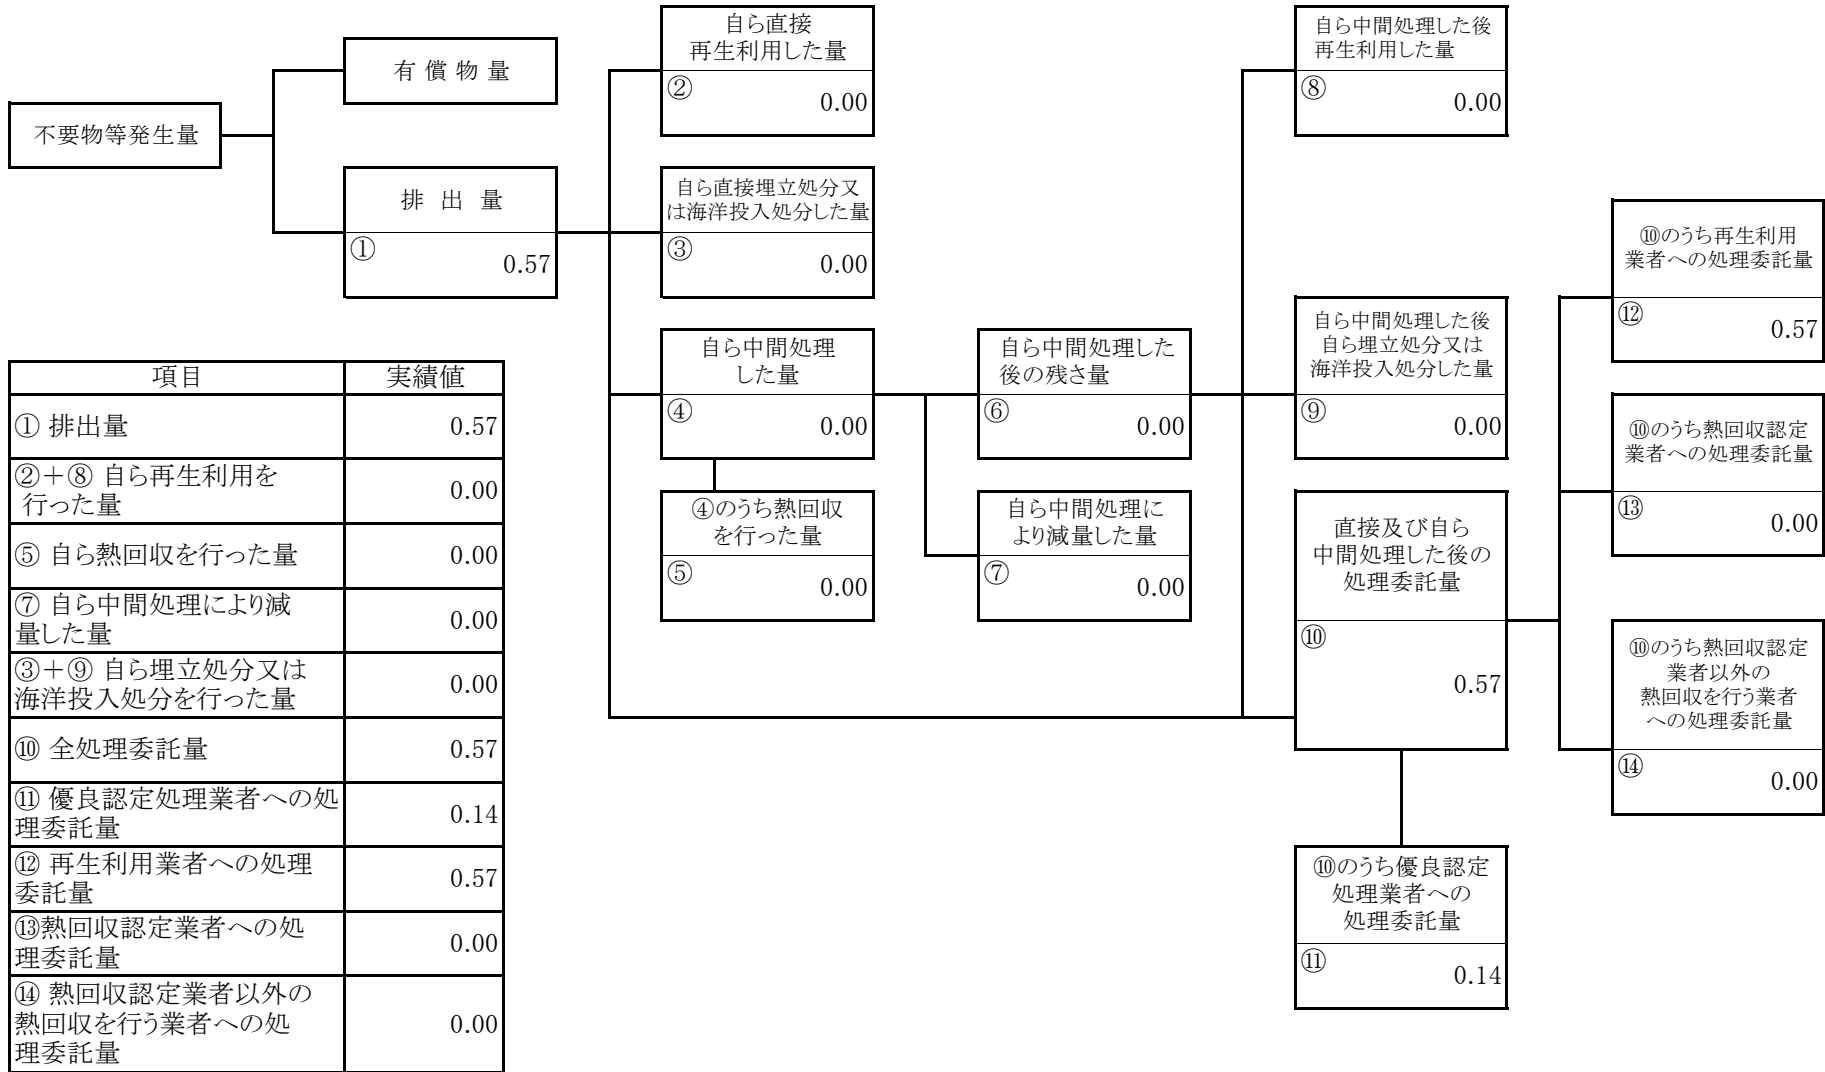 不要物等発生量
有 償 物 量
排 出 量
①
0.57
自ら直接
再生利用した量
②
0.00
自ら直接埋立処分又
は海洋投入処分した量
③
0.00
自ら中間処理
した量
④
0.00
④のうち熱回収
を行った量
⑤
0.00
自ら中間処理した
後の残さ量
⑥
0.00
自ら中間処理に
より減量した量
⑦
0.00
自ら中間処理した後
再生利用した量
⑧
0.00
自ら中間処理した後
自ら埋立処分又は
海洋投入処分した量
⑨
0.00
直接及び自ら
中間処理した後の
処理委託量
⑩
0.57
⑩のうち優良認定
処理業者への
処理委託量
⑪
0.14
⑩のうち再生利用
業者への処理委託量
⑫
0.57
⑩のうち熱回収認定
業者への処理委託量
⑬
0.00
⑩のうち熱回収認定
業者以外の
熱回収を行う業者
への処理委託量
⑭
0.00
項目 実績値
① 排出量 0.57
②＋⑧ 自ら再生利用を
行った量 0.00
⑤ 自ら熱回収を行った量 0.00
⑦ 自ら中間処理により減
量した量 0.00
③＋⑨ 自ら埋立処分又は
海洋投入処分を行った量 0.00
⑩ 全処理委託量 0.57
⑪ 優良認定処理業者への処
理委託量 0.14
⑫ 再生利用業者への処理
委託量 0.57
⑬熱回収認定業者への処
理委託量 0.00
⑭ 熱回収認定業者以外の
熱回収を行う業者への処
理委託量 0.00